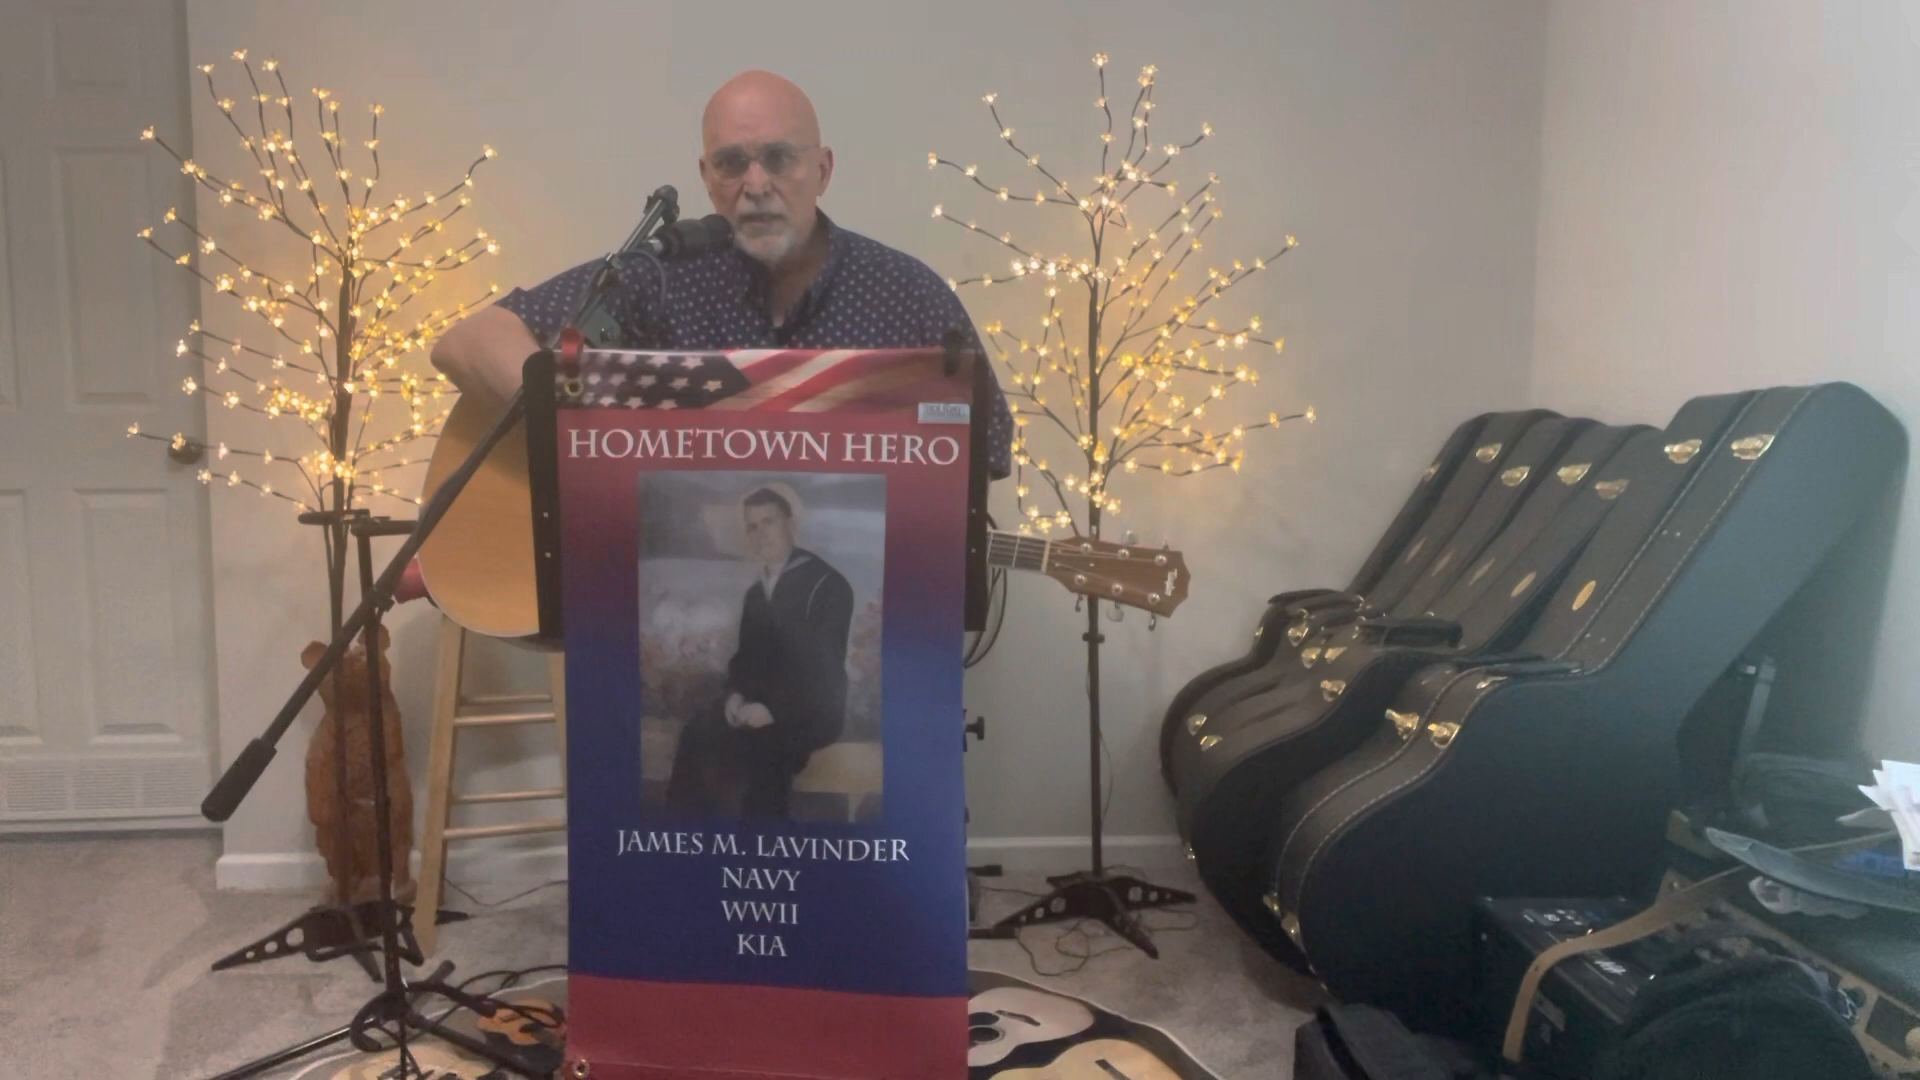 HOMETOWN HERO
JAMES M. LAVINDER
NAVY
WWII
KIA